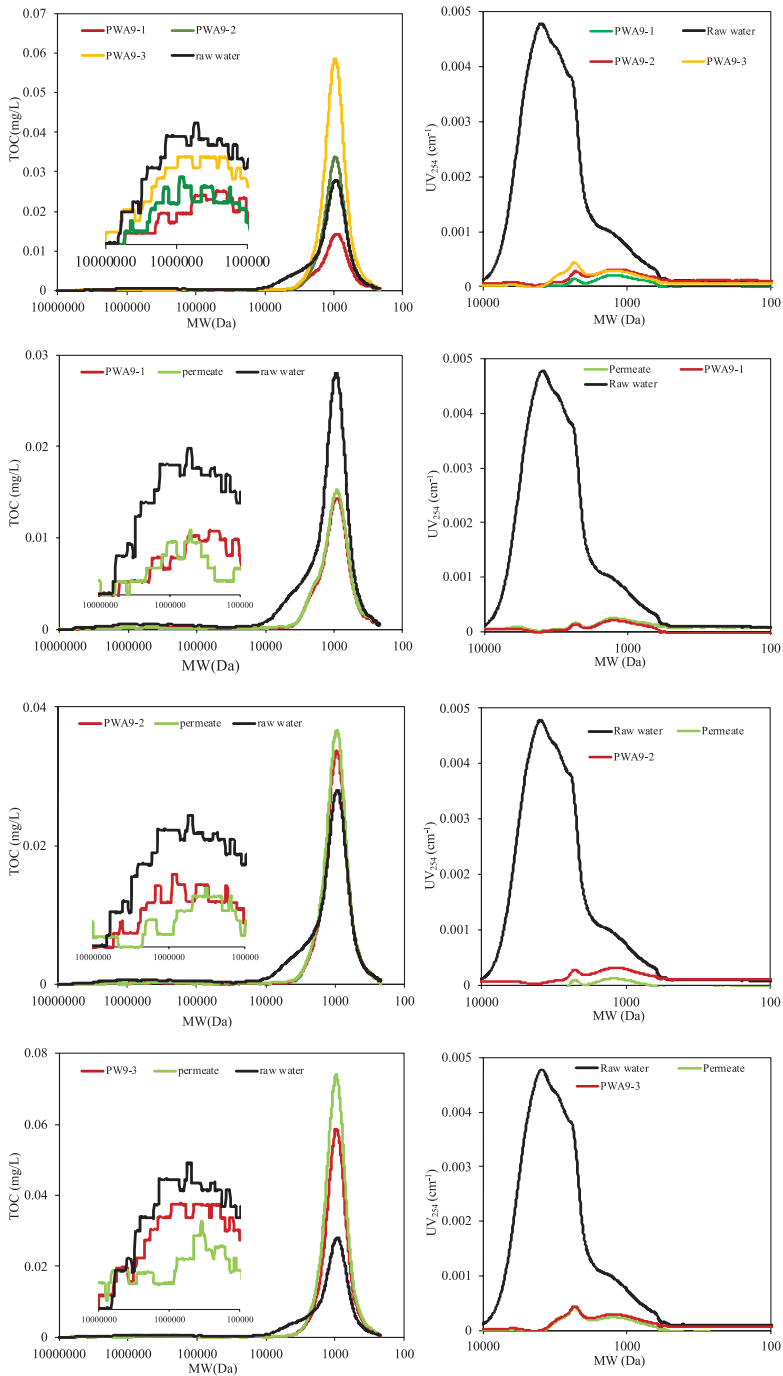 PWA9-1 PWA9-2
PWA9-3 raw water
TOC(mg/L)
0.07
0.06
0.05
0.04
0.03
0.02
0.01
0
10000000 1000000 100000
10000000 1000000 100000 10000 1000 100
MW(Da)
PWA9-1 Raw water
PWA9-2 PWA9-3
UV254 (cm-1)
0.005
0.004
0.003
0.002
0.001
0
10000 1000 100
MW (Da)
PWA9-1 permeate raw water
TOC (mg/L)
0.03
0.02
0.01
0
10000000 1000000 100000
10000000 1000000 100000 10000 1000 100
MW(Da)
Permeate PWA9-1
Raw water
UV254 (cm-1)
0.005
0.004
0.003
0.002
0.001
0
10000 1000 100
MW (Da)
PWA9-2 permeate raw water
TOC (mg/L)
0.04
0.02
0
10000000 1000000 100000
10000000 1000000 100000 10000 1000 100
MW(Da)
Raw water Permeate
PWA9-2
UV254 (cm-1)
0.005
0.004
0.003
0.002
0.001
0
10000 1000 100
MW (Da)
PW9-3 permeate raw water
TOC (mg/L)
0.08
0.06
0.04
0.02
0
10000000 1000000 100000
10000000 1000000 100000 10000 1000 100
MW(Da)
Raw water Permeate
PWA9-3
UV254 (cm-1)
0.005
0.004
0.003
0.002
0.001
0
10000 1000 100
MW (Da)